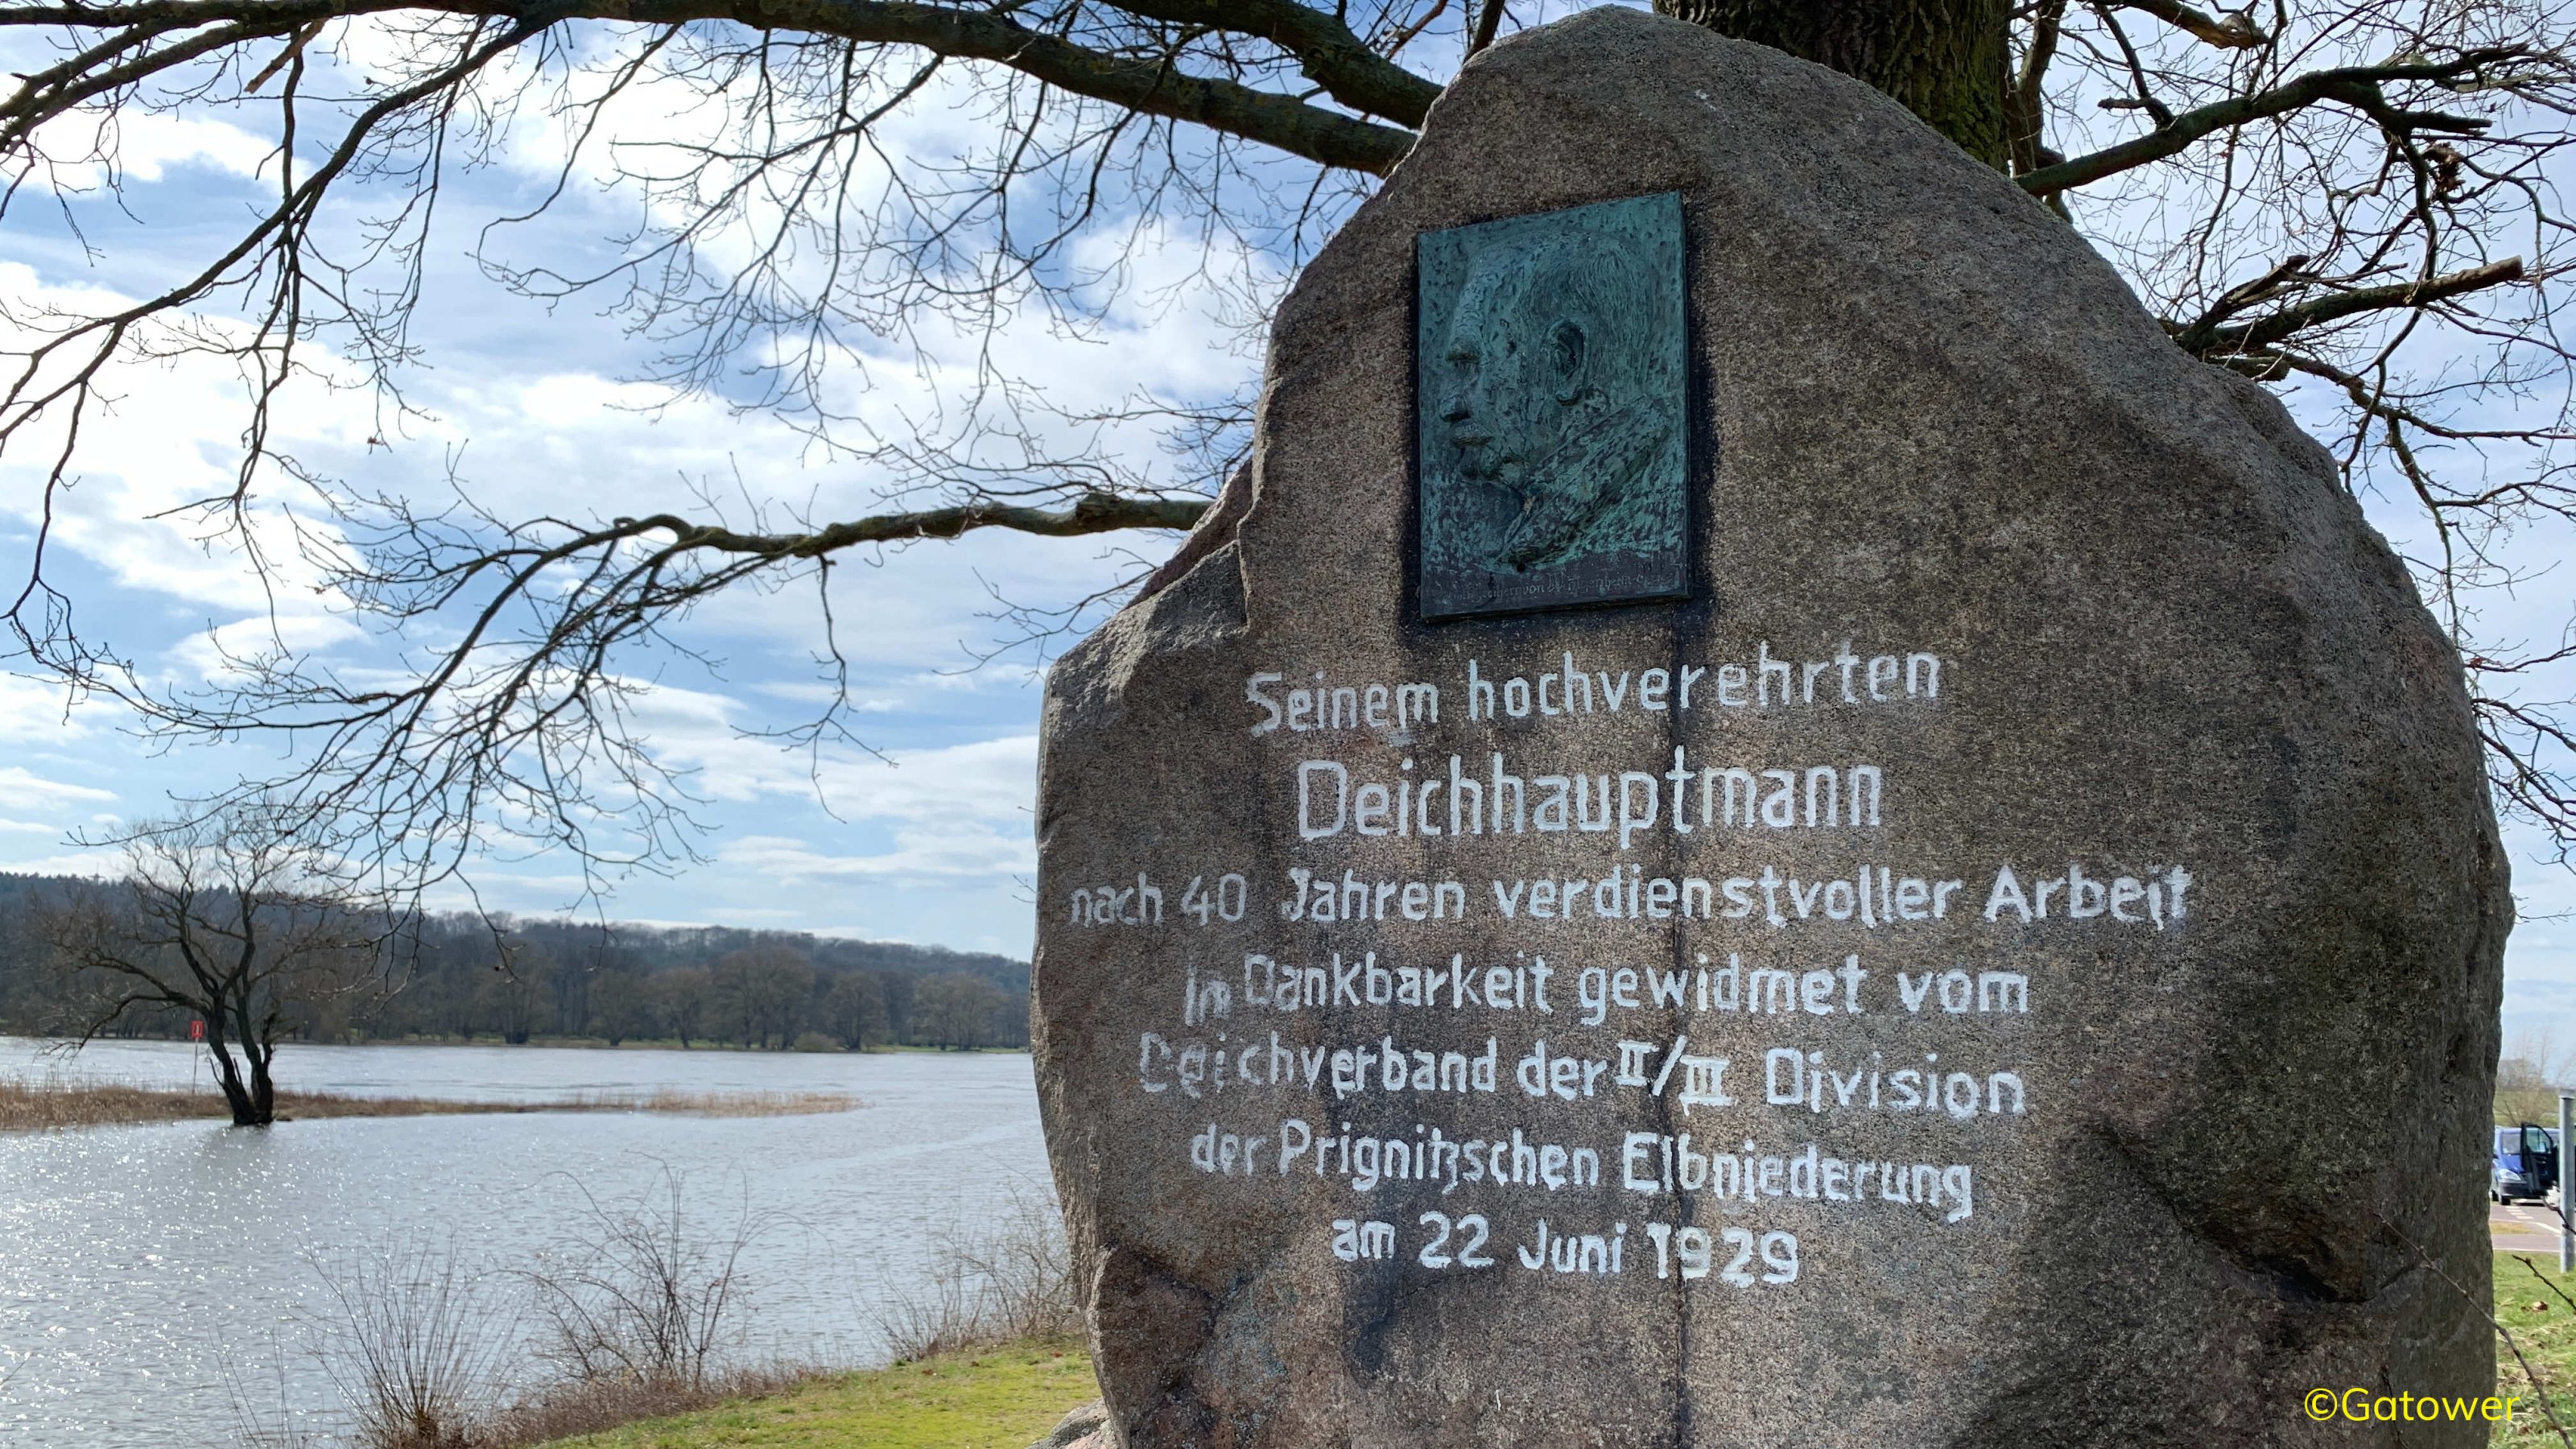 Seinem hochverehrten
Deichhauptmann
nach 40 Jahren verdienstvoller Arbeit
In Dankbarkeit gewidmet vom
Deichverband der II/III Division
der Prignitzschen Elbniederung
am 22 Juni 1929
©Gatower